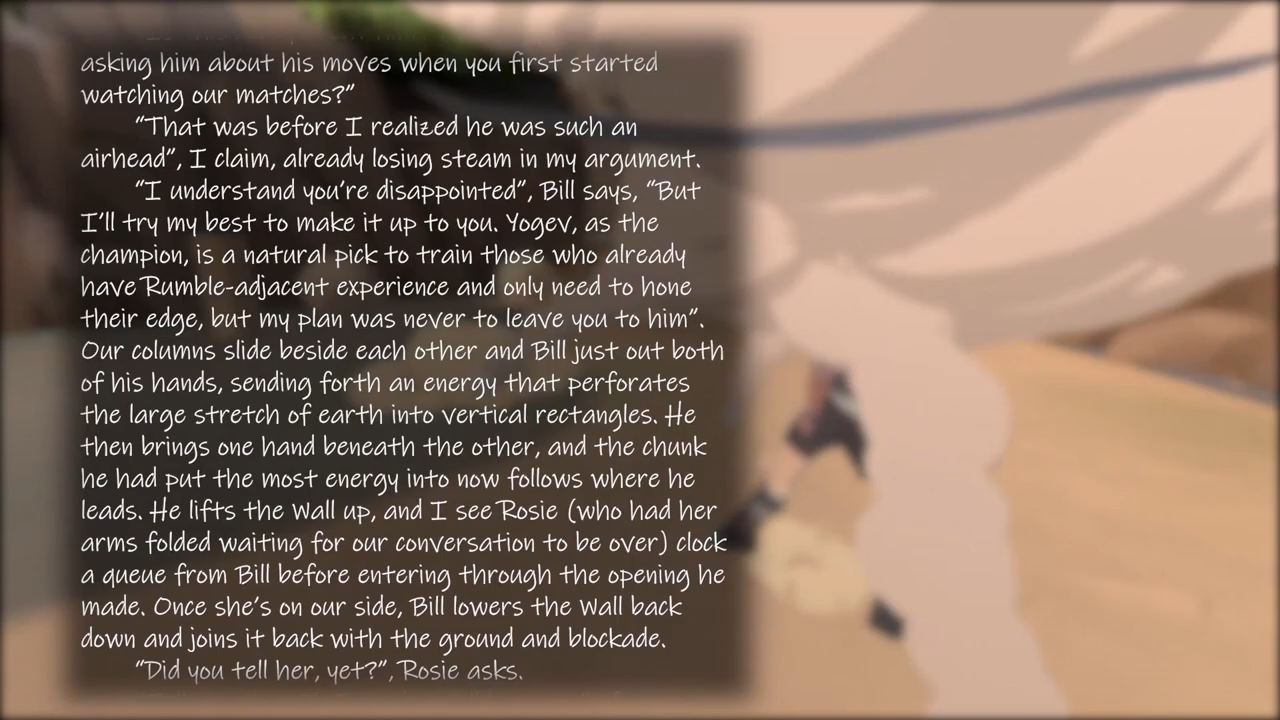 asking him about his moves when you first started
watching our matches?”
“That was before I realized he was such an
airhead”, I claim, already losing steam in my argument.
“I understand you’re disappointed”, Bill says, “But
I’ll try my best to make it up to you. Yogev, as the
champion, is a natural pick to train those who already
have Rumble-adjacent experience and only need to hone
their edge, but my plan was never to leave you to him”.
Our columns slide beside each other and Bill just out both
of his hands, sending forth an energy that perforates
the large stretch of earth into vertical rectangles. He
then brings one hand beneath the other, and the chunk
he had put the most energy into now follows where he
leads. He lifts the Wall up, and I see Rosie (who had her
arms folded waiting for our conversation to be over) clock
a queue from Bill before entering through the opening he
made. Once she’s on our side, Bill lowers the Wall back
down and joins it back with the ground and blockade.
“Did you tell her, yet?”, Rosie asks.